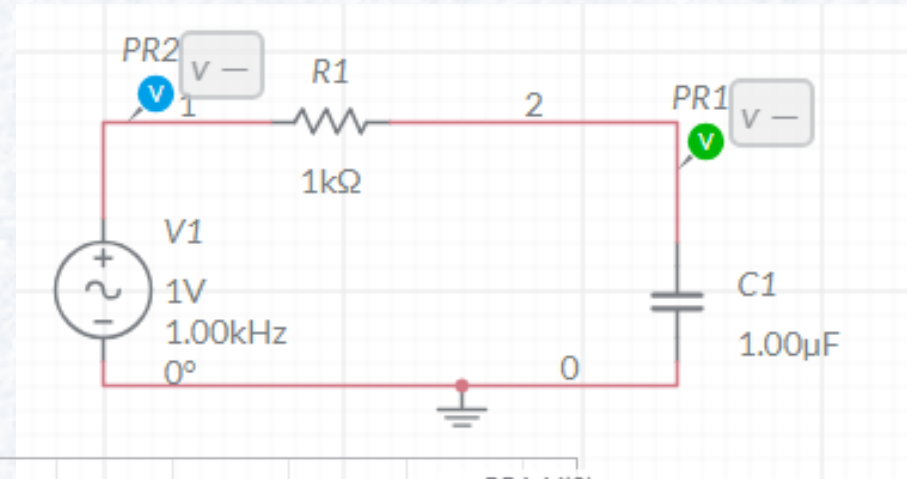 PR2
V —
1
R1
2
PR1
V —
V
V
1kΩ
V1
1V
1.00kHz
0°
C1
1.00µF
0